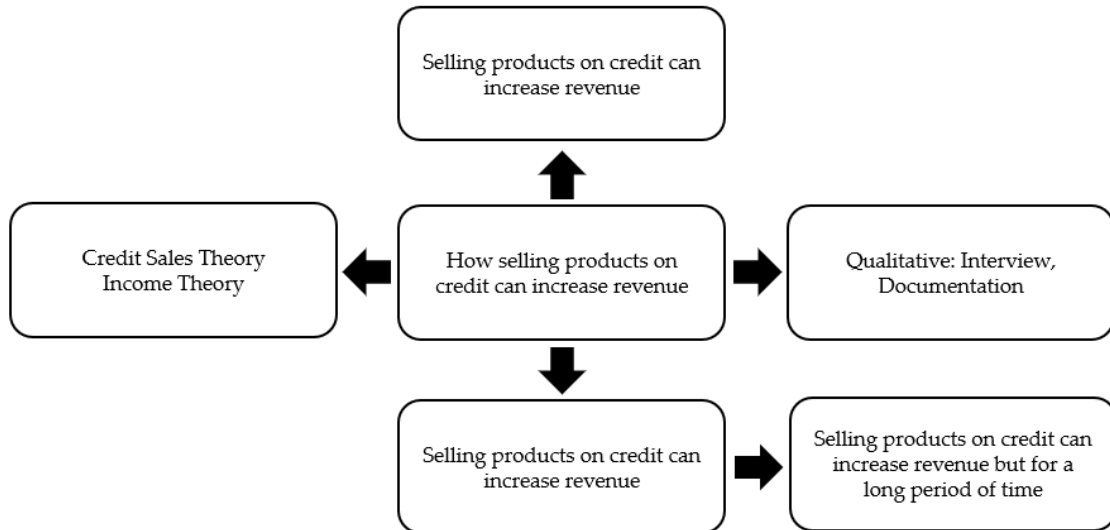 Selling products on credit can
increase revenue
Credit Sales Theory
Income Theory
How selling products on
credit can increase revenue
Qualitative: Interview,
Documentation
Selling products on credit can
increase revenue
Selling products on credit can
increase revenue but for a
long period of time